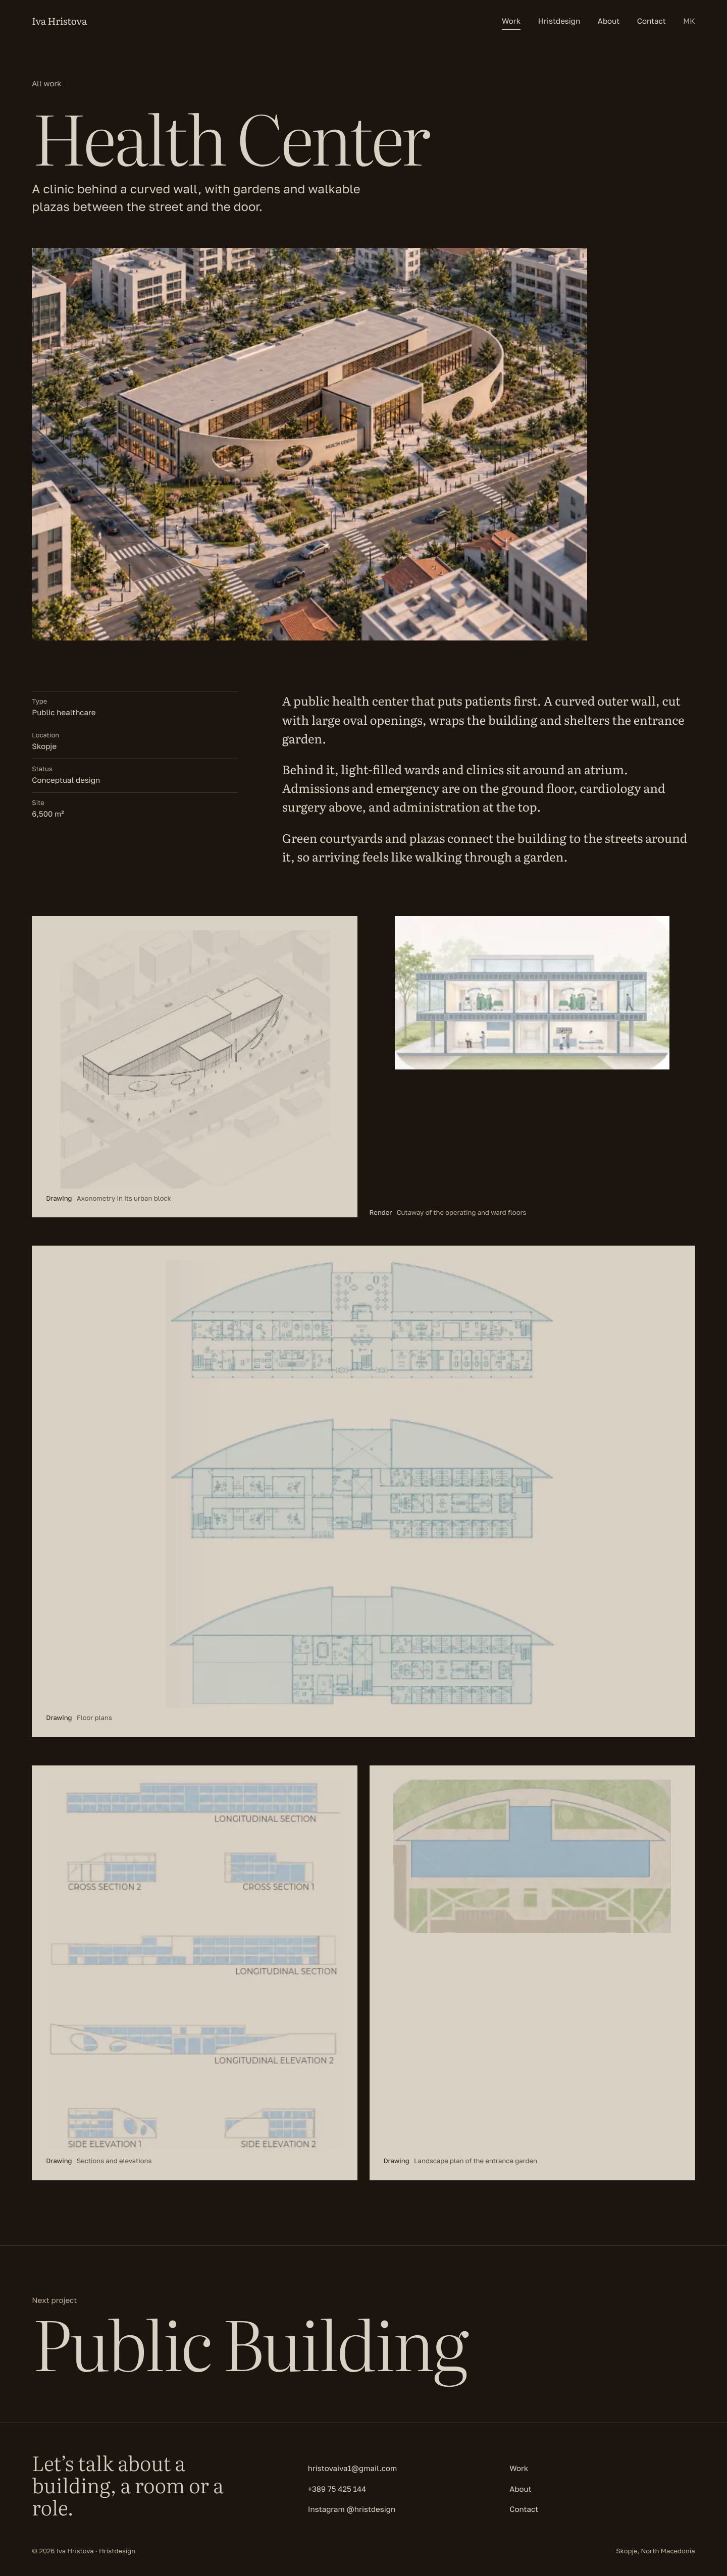 Iva Hristova
Work
Hristdesign
About
Contact
MK
All work
Health Center
A clinic behind a curved wall, with gardens and walkable
plazas between the street and the door.
Type
Public healthcare
Location
Skopje
Status
Conceptual design
Site
6,500 m²
A public health center that puts patients first. A curved outer wall, cut
with large oval openings, wraps the building and shelters the entrance
garden.
Behind it, light-filled wards and clinics sit around an atrium.
Admissions and emergency are on the ground floor, cardiology and
surgery above, and administration at the top.
Green courtyards and plazas connect the building to the streets around
it, so arriving feels like walking through a garden.
Drawing Axonometry in its urban block
Render Cutaway of the operating and ward floors
Drawing Floor plans
LONGITUDINAL SECTION
CROSS SECTION 2
CROSS SECTION 1
LONGITUDINAL SECTION
LONGITUDINAL ELEVATION 2
SIDE ELEVATION 1
SIDE ELEVATION 2
Drawing Sections and elevations
Drawing Landscape plan of the entrance garden
Next project
Public Building
Let's talk about a
building, a room or a
role.
hristovaiva1@gmail.com
+389 75 425 144
Instagram @hristdesign
Work
About
Contact
© 2026 Iva Hristova · Hristdesign
Skopje, North Macedonia